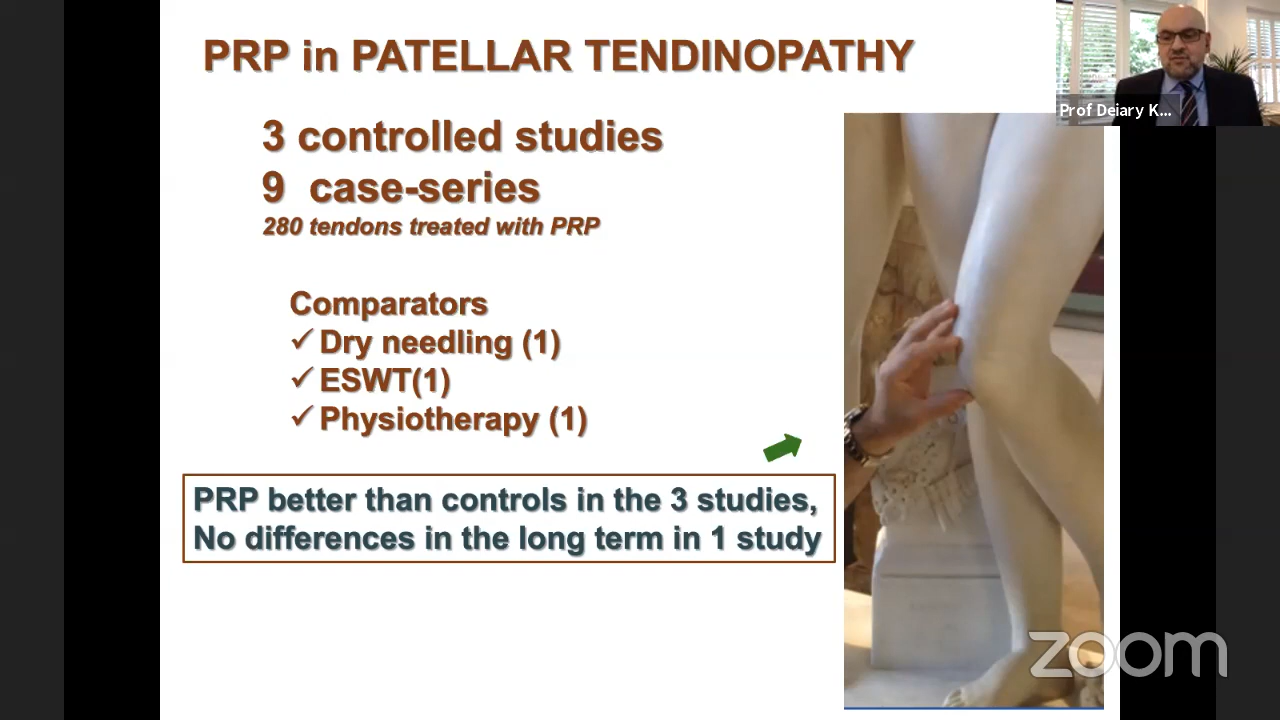 PRP in PATELLAR TENDINOPATHY
Prof Deiary K...
3 controlled studies
9 case-series
280 tendons treated with PRP
Comparators
✓ Dry needling (1)
✓ ESWT(1)
✓ Physiotherapy (1)
PRP better than controls in the 3 studies,
No differences in the long term in 1 study
zoom